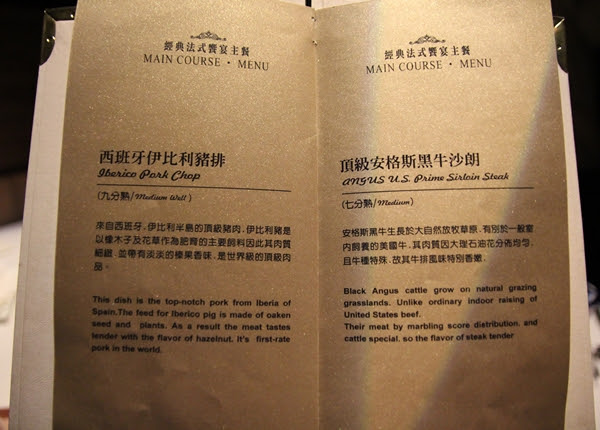 經典法式饗宴主餐
MAIN COURSE • MENU
西班牙伊比利豬排
Iberico Pork Chop
(九分熟/Medium Well)
來自西班牙，伊比利半島的頂級豬肉，伊比利豬是
以橡木子及花草作為肥育的主要飼料因此其肉質
細緻，並帶有淡淡的榛果香味，是世界級的頂級肉
品。
This dish is the top-notch pork from Iberia of
Spain.The feed for Iberico pig is made of oaken
seed and plants. As a result the meat tastes
tender with the flavor of hazelnut. It's first-rate
pork in the world.
經典法式饗宴主餐
MAIN COURSE • MENU
頂級安格斯黑牛沙朗
ANGUS U.S. Prime Sirloin Steak
(七分熟/Medium)
安格斯黑牛生長於大自然放牧草原，有別於一般室
內飼養的美國牛，其肉質因大理石油花分佈均勻，
且牛種特殊，故其牛排風味特別香嫩，
Black Angus cattle grow on natural grazing
grasslands. Unlike ordinary indoor raising of
United States beef.
Their meat by marbling score distribution, and
cattle special, so the flavor of steak tender